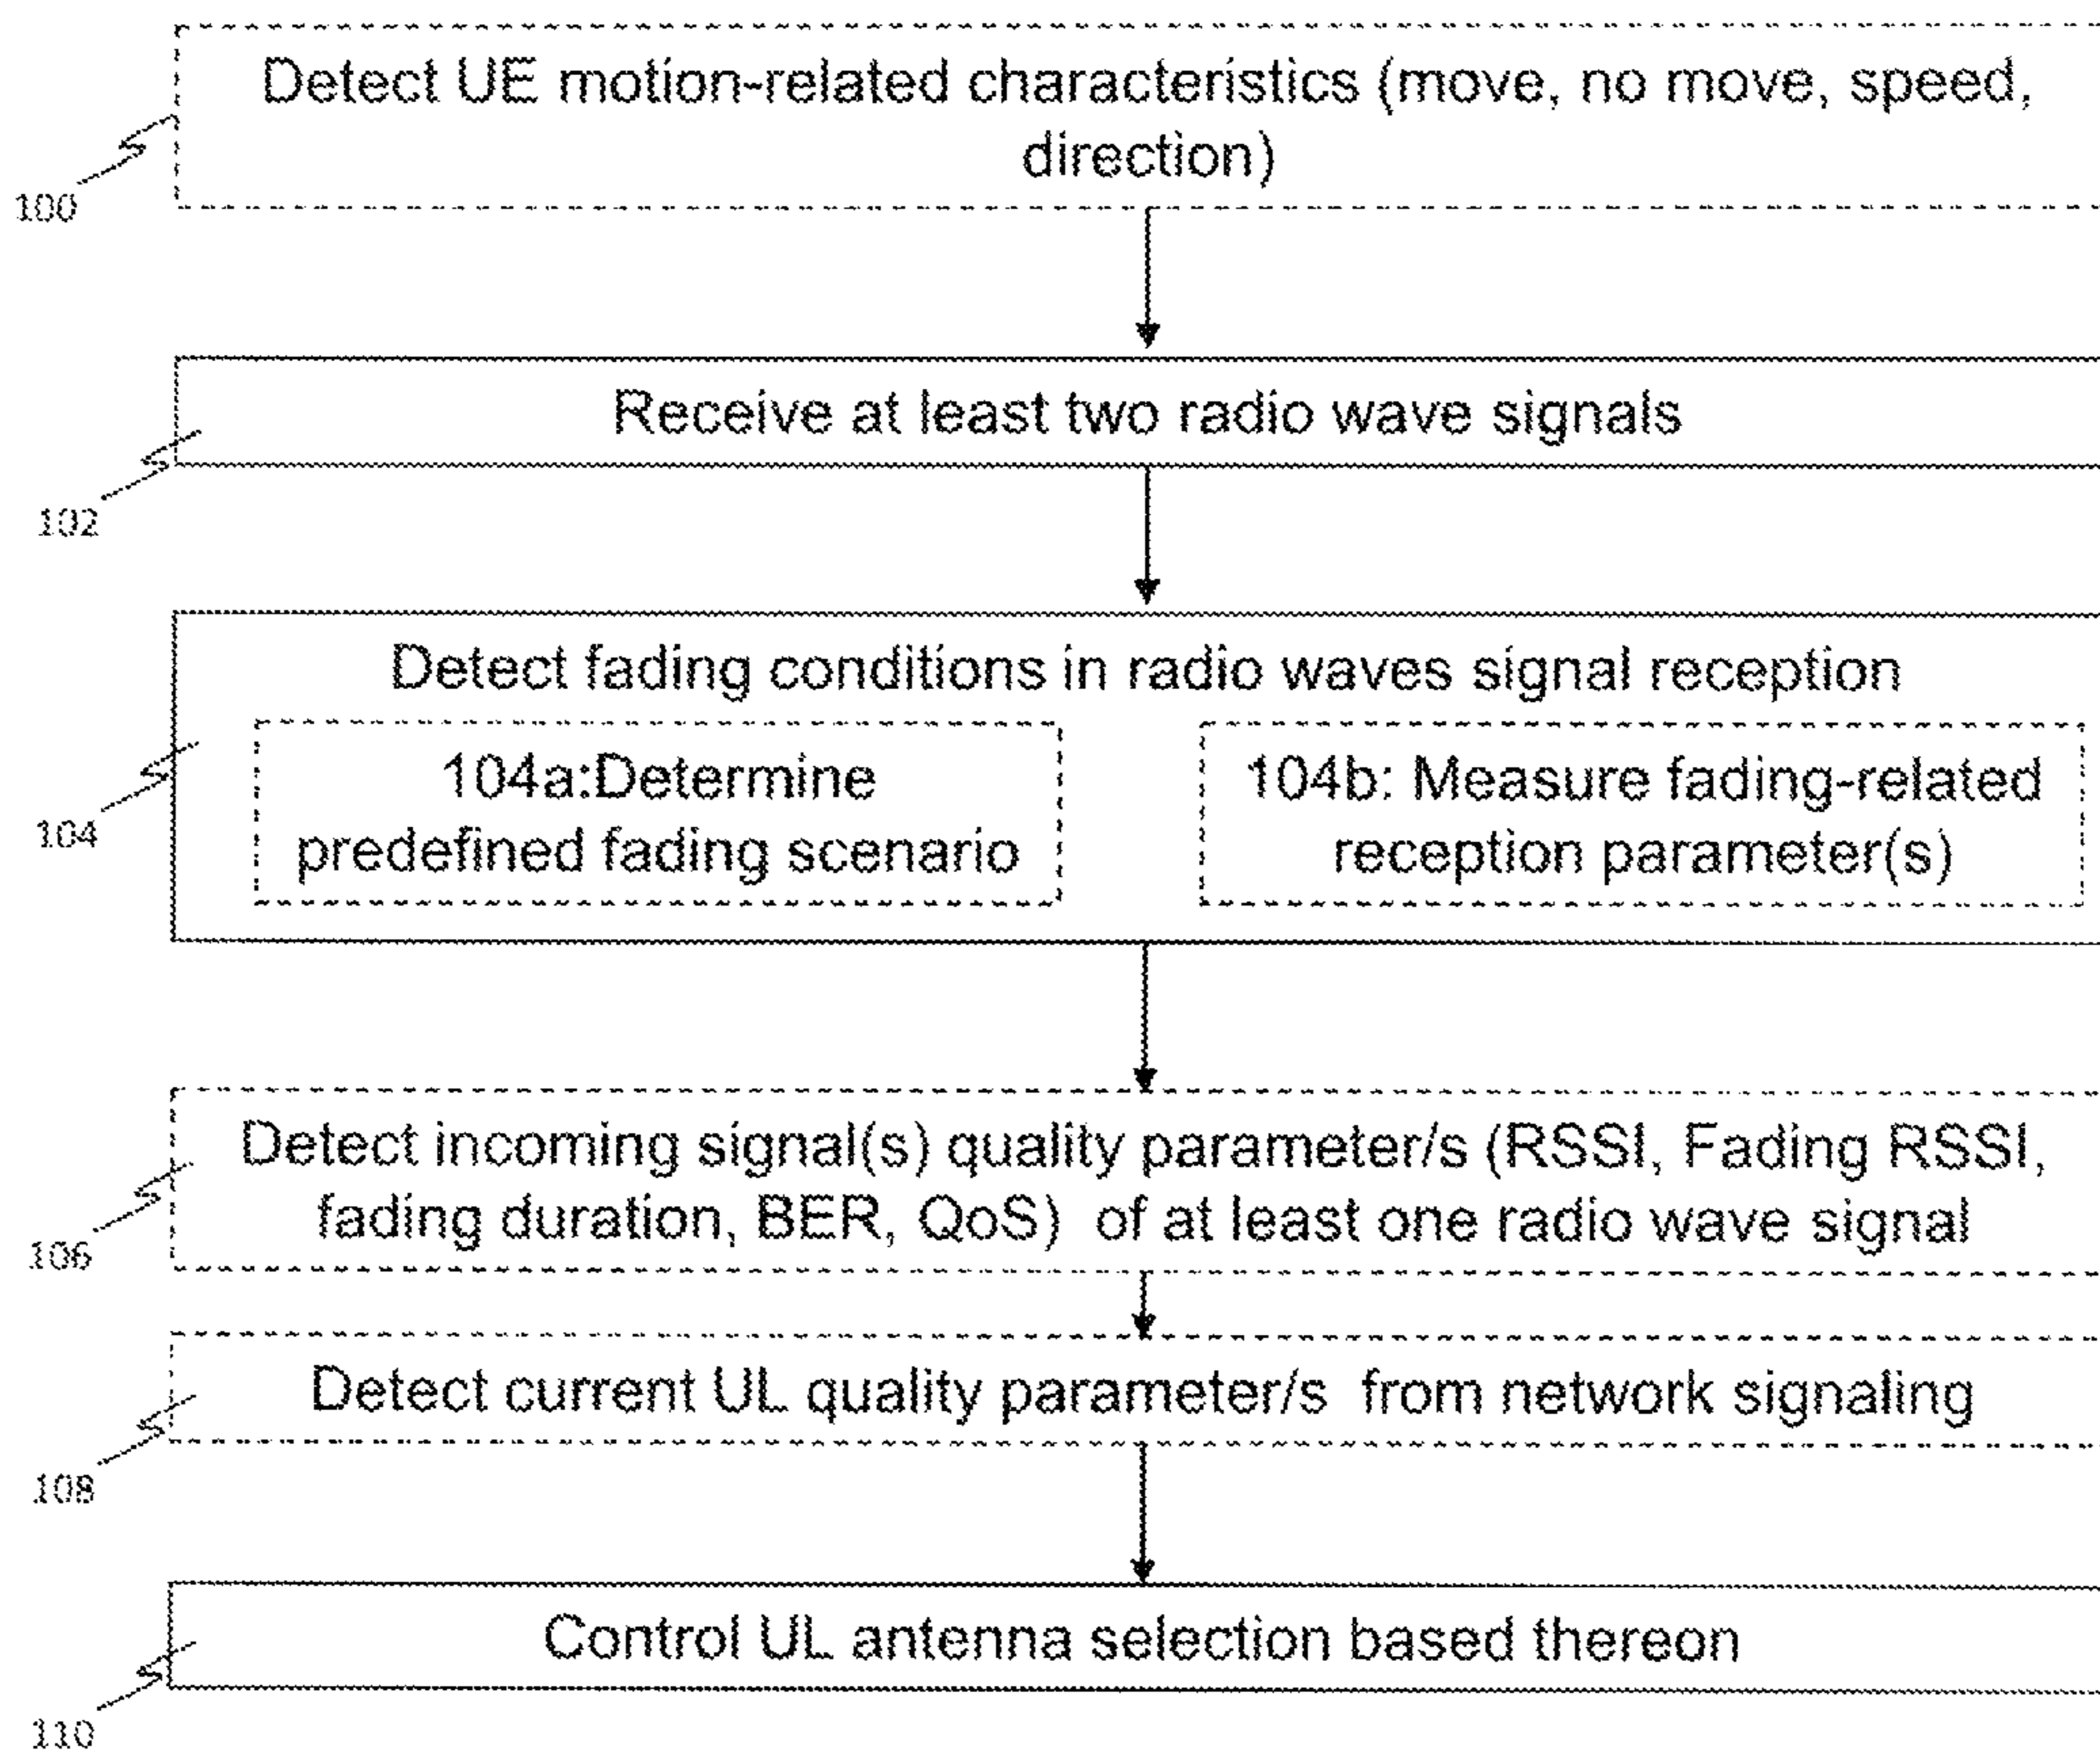 Detect UE motion-related characteristics (move, no move, speed,
direction)
100
Receive at least two radio wave signals
102
Detect fading conditions in radio waves signal reception
104a:Determine
predefined fading scenario
104b: Measure fading-related
reception parameter(s)
104
Detect incoming signal(s) quality parameter/s (RSSI, Fading RSSI,
fading duration, BER, QoS) of at least one radio wave signal
106
Detect current UL quality parameter/s from network signaling
108
Control UL antenna selection based thereon
110